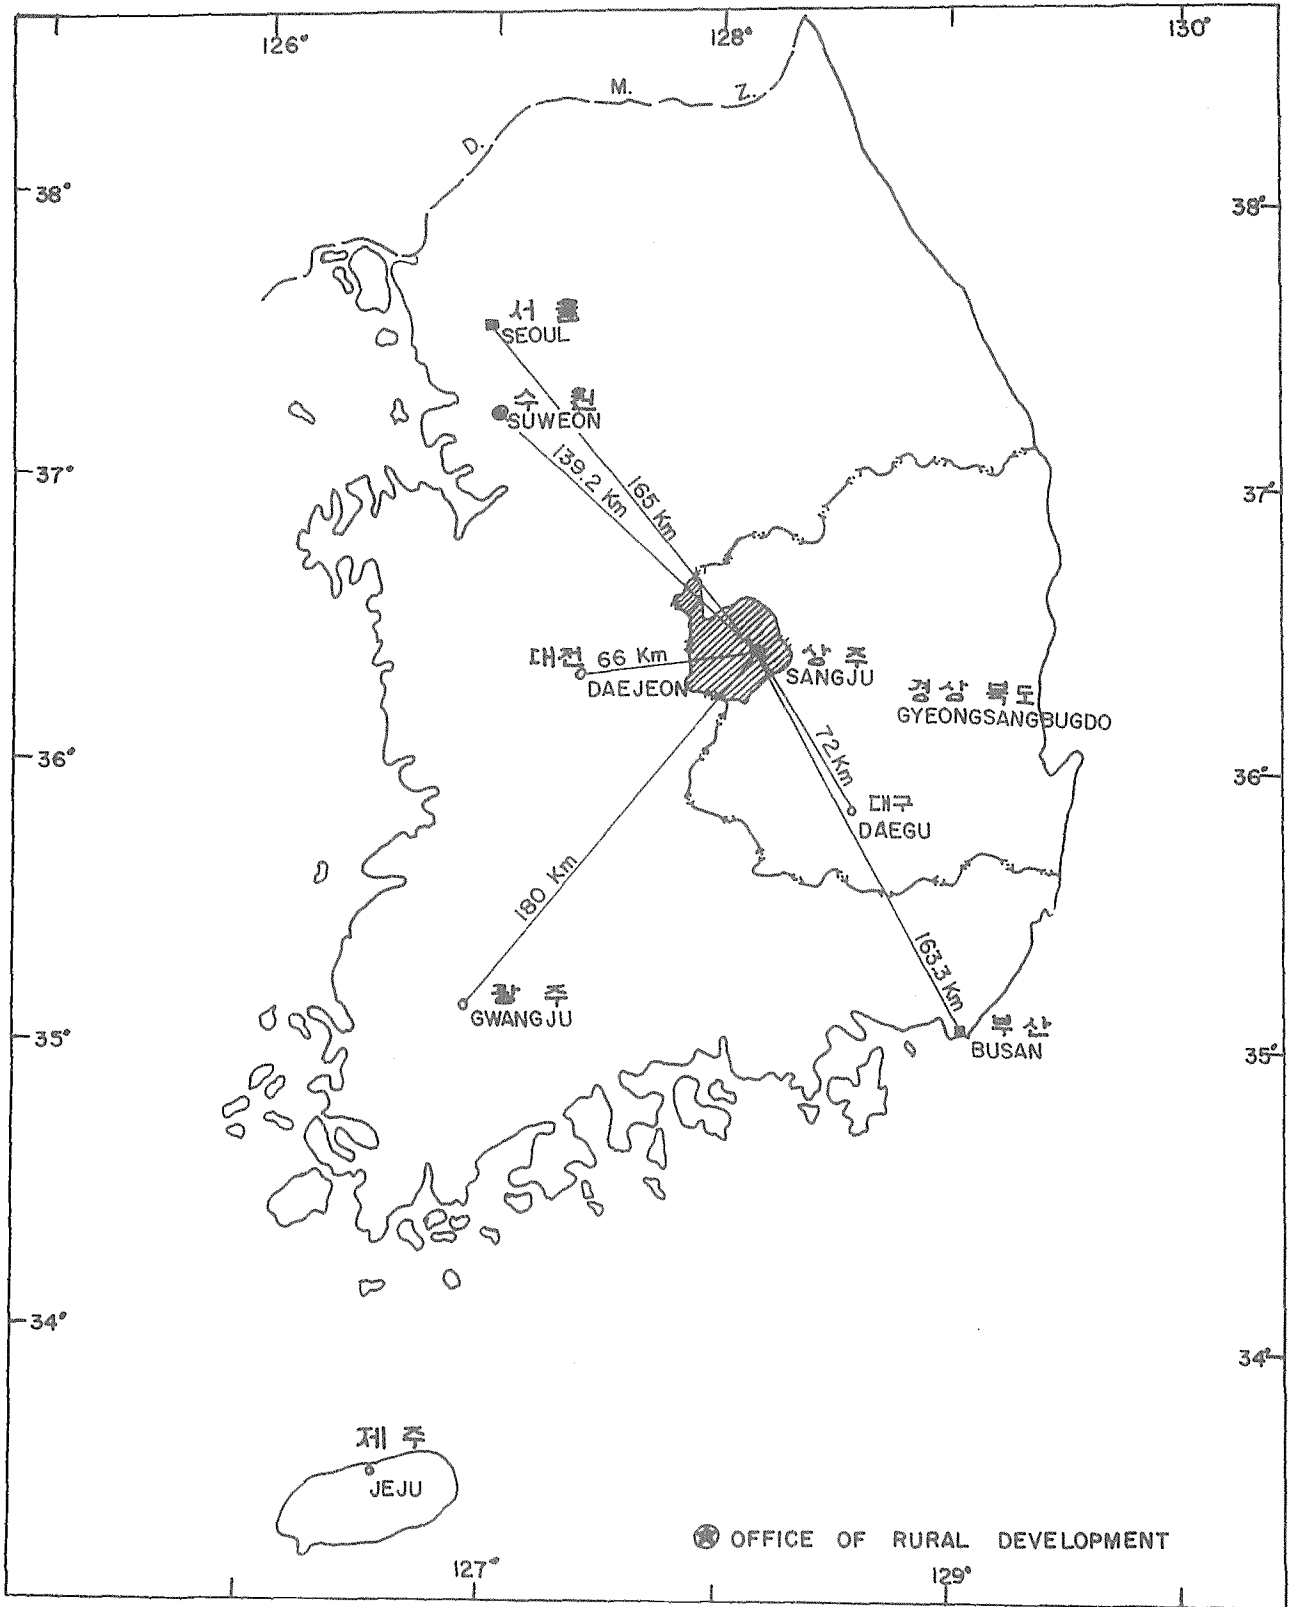 126°
128°
130°
D.
M.
Z.
38°
38°
서울
SEOUL
수원
SUWEON
139.2 Km
165 Km
37°
37°
대전
66 Km
DAEJEON
상주
SANGJU
경상북도
GYEONGSANGBUGDO
72 Km
36°
36°
대구
DAEGU
180 Km
163.3 Km
광주
GWANGJU
부산
BUSAN
35°
35°
34°
34°
제주
JEJU
OFFICE OF RURAL DEVELOPMENT
127°
129°